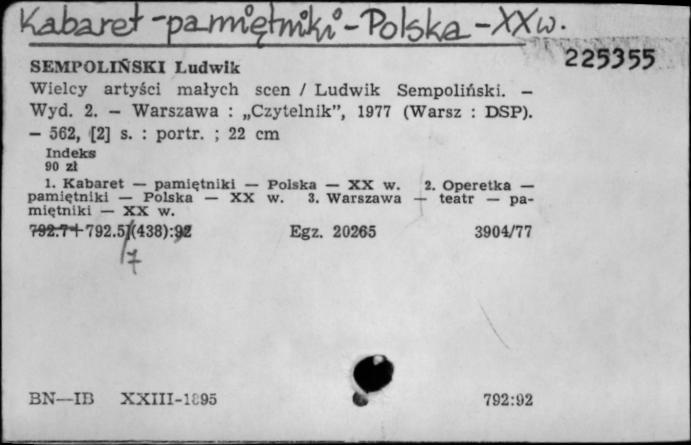 Kabaret - pamiętniki - Polska - XX w.
225355
SEMPOLIŃSKI Ludwik
Wielcy artyści małych scen / Ludwik Sempoliński. —
Wyd. 2. — Warszawa : „Czytelnik”, 1977 (Warsz : DSP).
— 562, [2] s. : portr. ; 22 cm
Indeks
90 zł
1. Kabaret — pamiętniki — Polska — XX w. 2. Operetka —
pamiętniki — Polska — XX w. 3. Warszawa — teatr — pa-
miętniki — XX w.
792.7+792.57(438):92 Egz. 20265 3904/77
7
BN—IB XXIII-1895 792:92